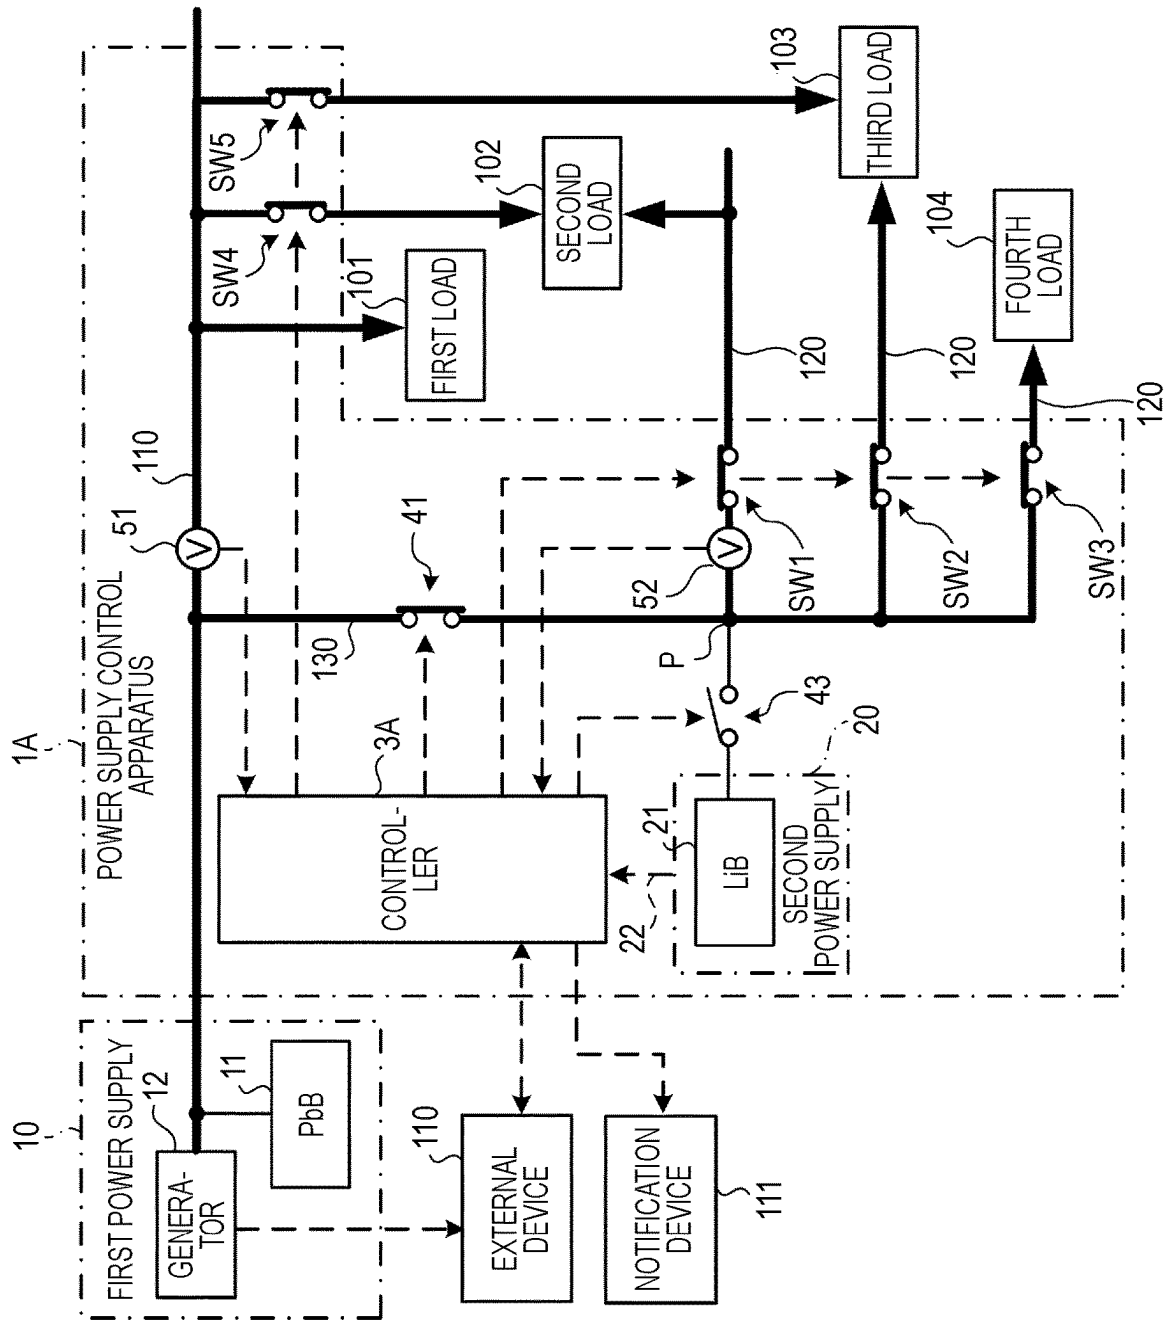 10
FIRST POWER SUPPLY
12
GENERA-
TOR
11
PbB
110
EXTERNAL
DEVICE
NOTIFICATION
DEVICE
111
1A
POWER SUPPLY CONTROL
APPARATUS
3A
CONTROL-
LER
22
21
LiB
SECOND
POWER SUPPLY
20
43
P
130
41
51
V
110
52
V
SW1
SW2
SW3
120
120
120
SW4
SW5
101
FIRST LOAD
102
SECOND
LOAD
103
THIRD LOAD
104
FOURTH
LOAD